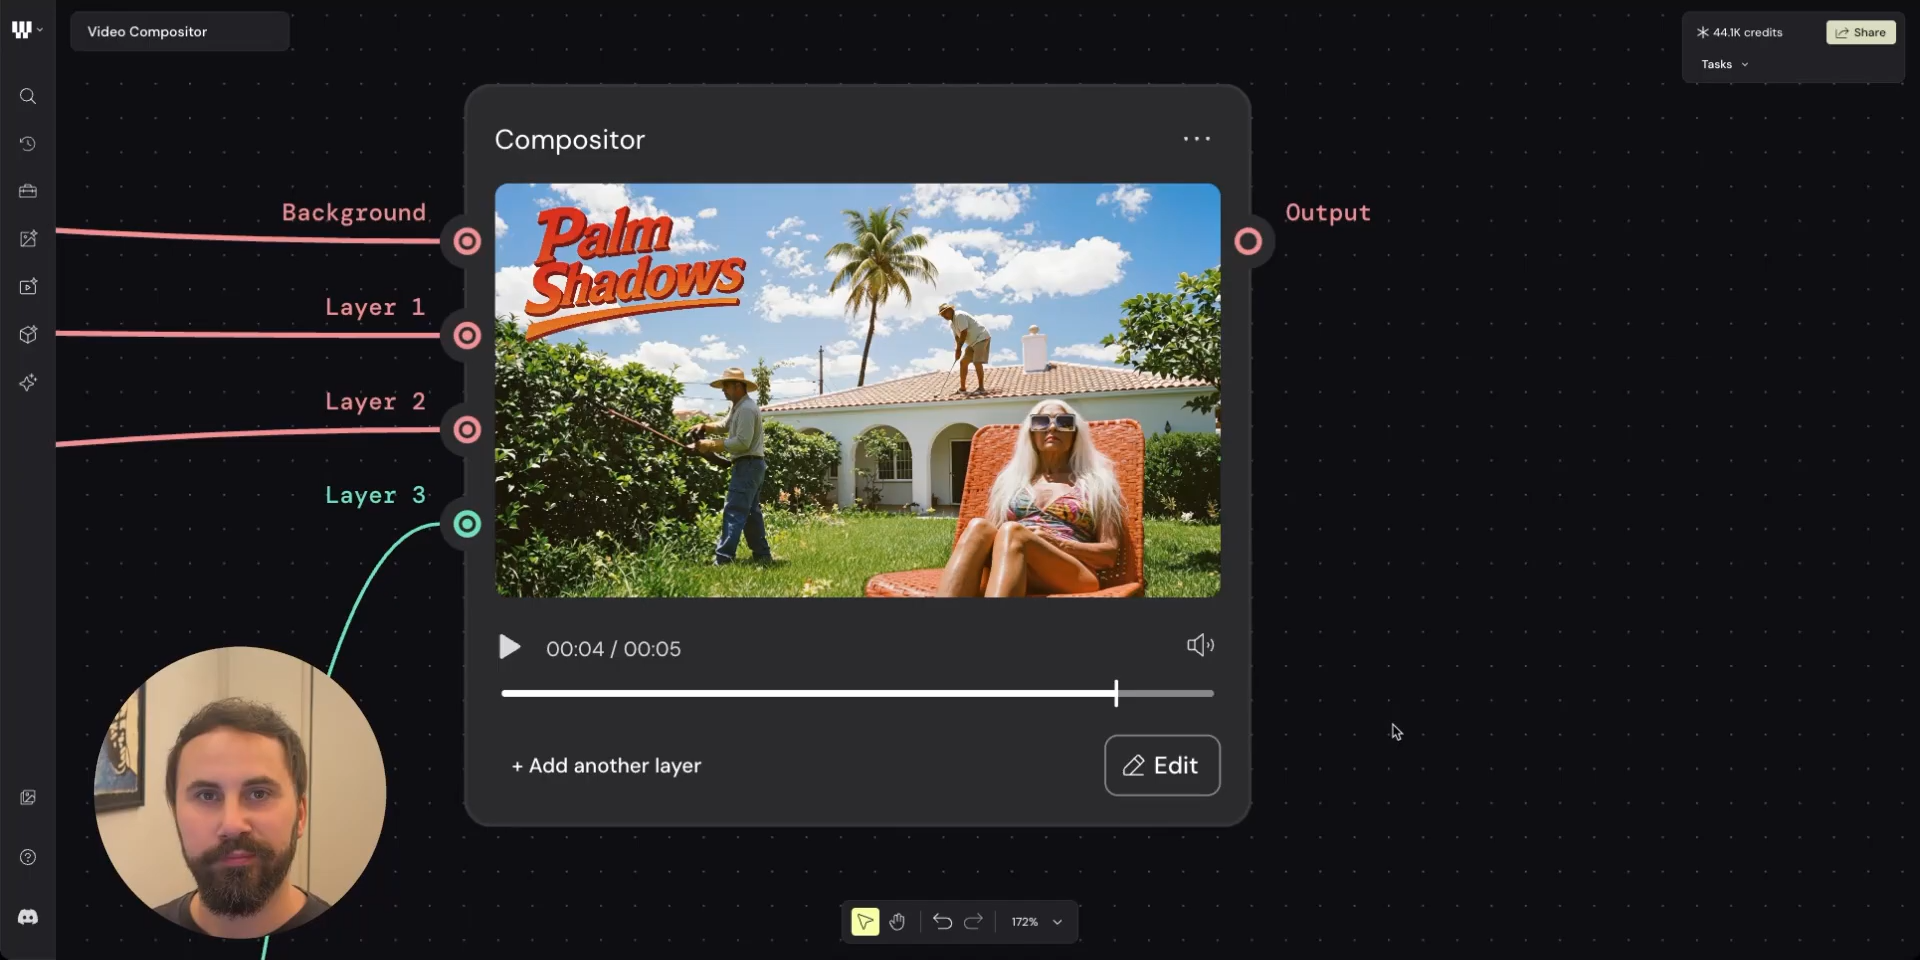 Video Compositor
44.1K credits
Share
Tasks
Compositor
Background
Layer 1
Layer 2
Layer 3
Output
Palm
Shadows
00:04 / 00:05
+ Add another layer
Edit
172%